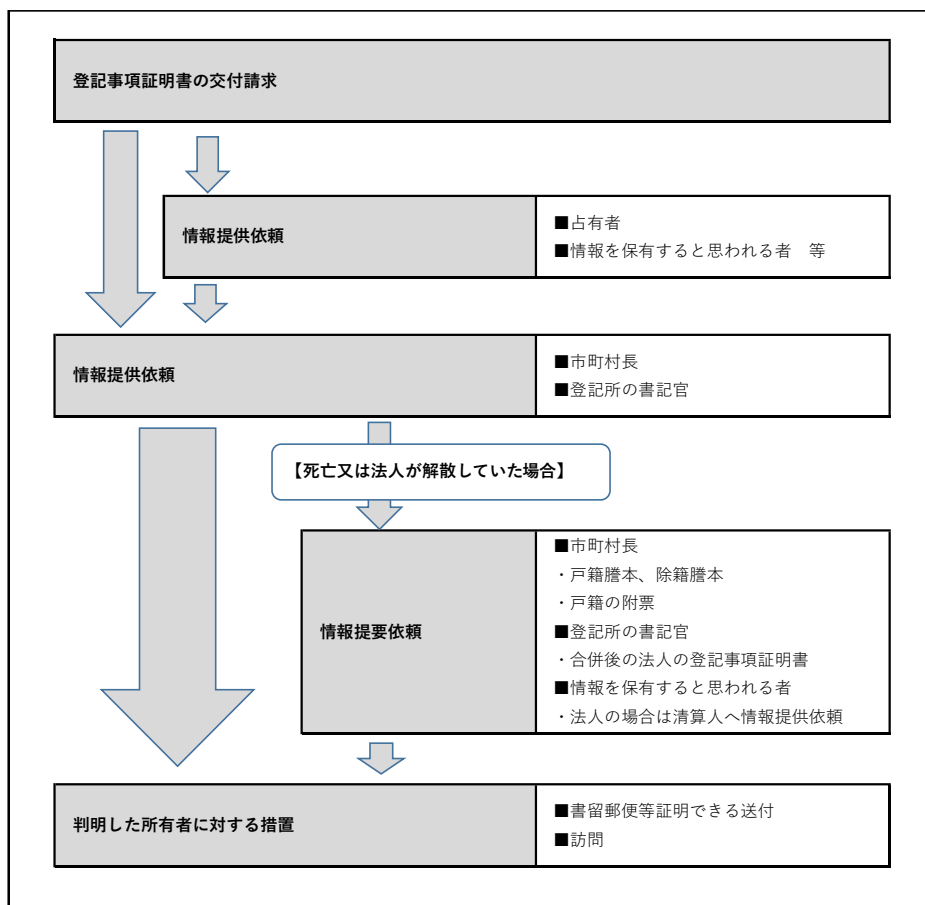 登記事項証明書の交付請求
情報提供依頼
■占有者
■情報を保有すると思われる者　等
情報提供依頼
■市町村長
■登記所の書記官
【死亡又は法人が解散していた場合】
情報提要依頼
■市町村長
・戸籍謄本、除籍謄本
・戸籍の附票
■登記所の書記官
・合併後の法人の登記事項証明書
■情報を保有すると思われる者
・法人の場合は清算人へ情報提供依頼
判明した所有者に対する措置
■書留郵便等証明できる送付
■訪問